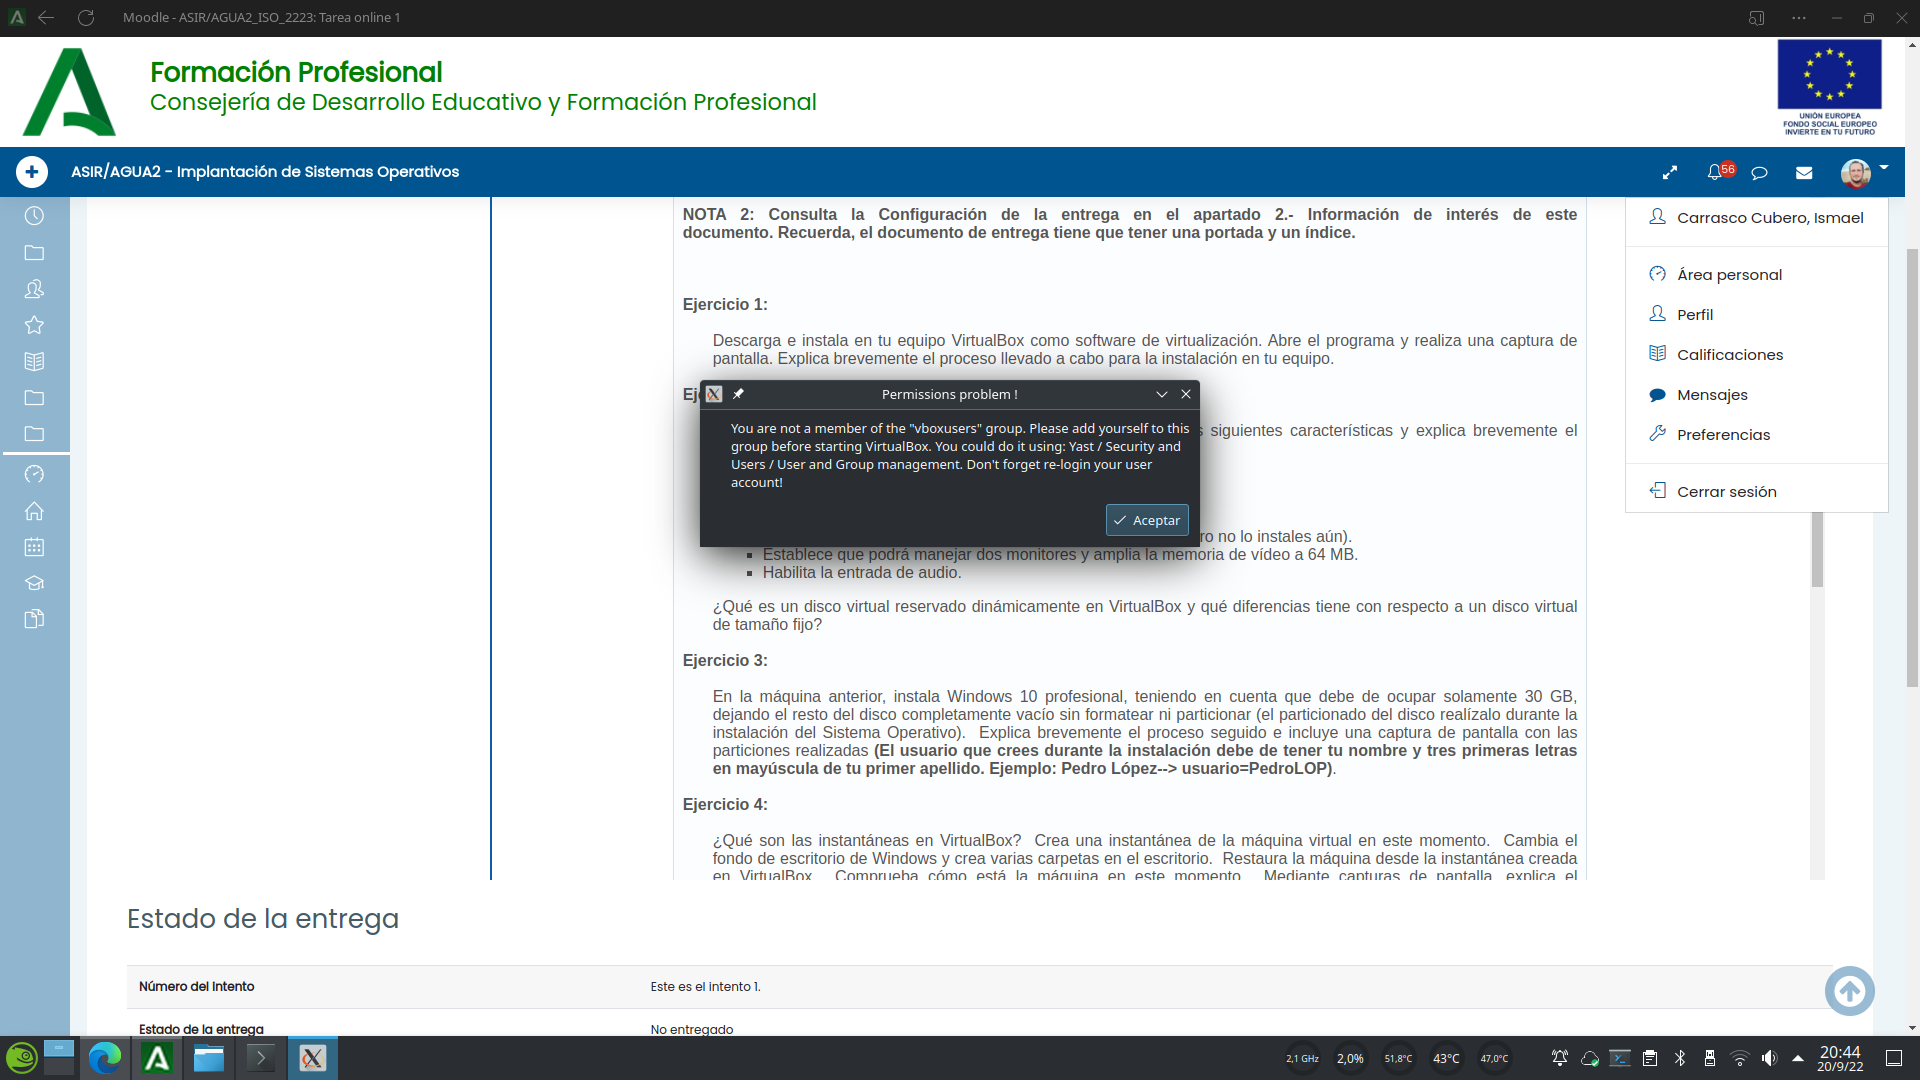 Moodle - ASIR/AGUA2_ISO_2223: Tarea online 1
Formación Profesional
Consejería de Desarrollo Educativo y Formación Profesional
UNIÓN EUROPEA
FONDO SOCIAL EUROPEO
INVIERTE EN TU FUTURO
ASIR/AGUA2 - Implantación de Sistemas Operativos
56
NOTA 2: Consulta la Configuración de la entrega en el apartado 2.- Información de interés de este
documento. Recuerda, el documento de entrega tiene que tener una portada y un índice.
Carrasco Cubero, Ismael
Área personal
Perfil
Calificaciones
Mensajes
Preferencias
Cerrar sesión
Ejercicio 1:
Descarga e instala en tu equipo VirtualBox como software de virtualización. Abre el programa y realiza una captura de
pantalla. Explica brevemente el proceso llevado a cabo para la instalación en tu equipo.
Permissions problem !
You are not a member of the "vboxusers" group. Please add yourself to this
group before starting VirtualBox. You could do it using: Yast / Security and
Users / User and Group management. Don't forget re-login your user
account!
Aceptar
siguientes características y explica brevemente el
no lo instales aún).
Establece que podrá manejar dos monitores y amplia la memoria de vídeo a 64 MB.
Habilita la entrada de audio.
¿Qué es un disco virtual reservado dinámicamente en VirtualBox y qué diferencias tiene con respecto a un disco virtual
de tamaño fijo?
Ejercicio 3:
En la máquina anterior, instala Windows 10 profesional, teniendo en cuenta que debe de ocupar solamente 30 GB,
dejando el resto del disco completamente vacío sin formatear ni particionar (el particionado del disco realízalo durante la
instalación del Sistema Operativo). Explica brevemente el proceso seguido e incluye una captura de pantalla con las
particiones realizadas (El usuario que crees durante la instalación debe de tener tu nombre y tres primeras letras
en mayúscula de tu primer apellido. Ejemplo: Pedro López--> usuario=PedroLOP).
Ejercicio 4:
¿Qué son las instantáneas en VirtualBox? Crea una instantánea de la máquina virtual en este momento. Cambia el
fondo de escritorio de Windows y crea varias carpetas en el escritorio. Restaura la máquina desde la instantánea creada
en VirtualBox. Comprueba cómo está la máquina en este momento. Mediante capturas de pantalla, explica el
Estado de la entrega
Número del Intento
Este es el intento 1.
Estado de la entrega
No entregado
2,1 GHz
2,0%
51,8°C
43°C
47,0°C
20:44
20/9/22